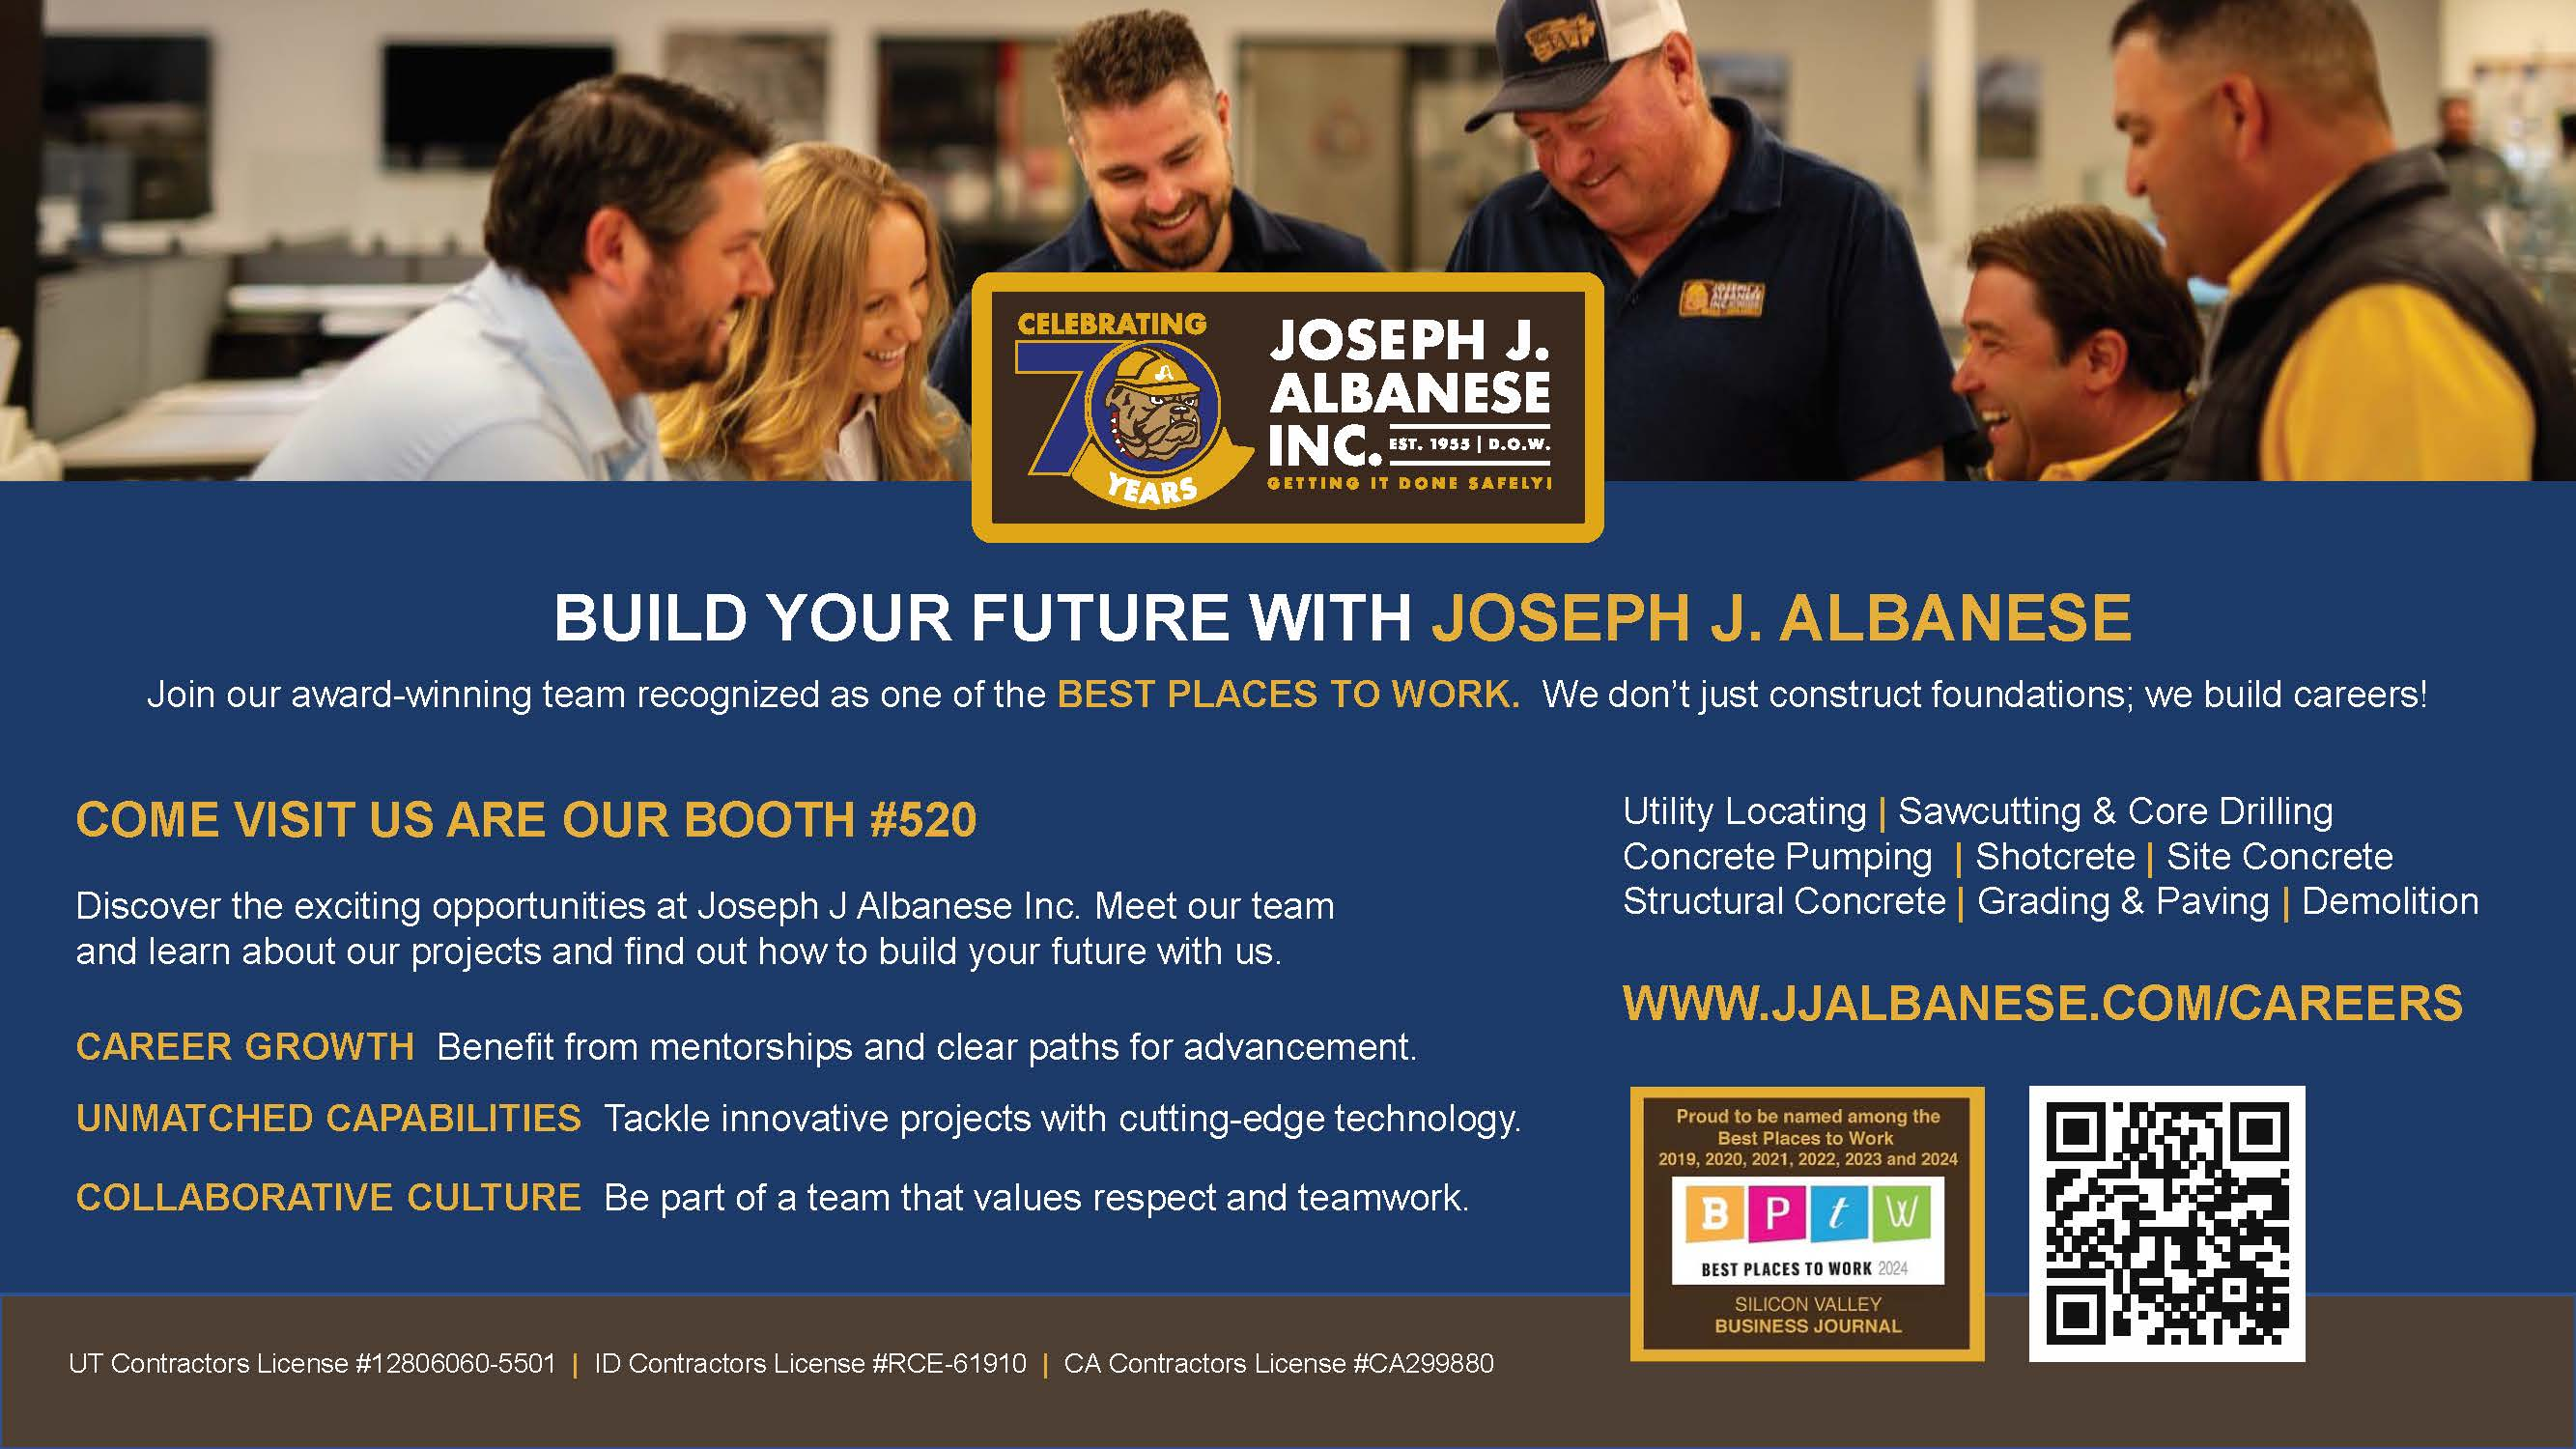 CELEBRATING
70
YEARS
JOSEPH J.
ALBANESE
INC. EST. 1955 | D.O.W.
GETTING IT DONE SAFELY!
JOSEPH J.
ALBANESE
BUILD YOUR FUTURE WITH JOSEPH J. ALBANESE
Join our award-winning team recognized as one of the BEST PLACES TO WORK. We don't just construct foundations; we build careers!
COME VISIT US ARE OUR BOOTH #520
Discover the exciting opportunities at Joseph J Albanese Inc. Meet our team
and learn about our projects and find out how to build your future with us.
CAREER GROWTH Benefit from mentorships and clear paths for advancement.
UNMATCHED CAPABILITIES Tackle innovative projects with cutting-edge technology.
COLLABORATIVE CULTURE Be part of a team that values respect and teamwork.
Utility Locating | Sawcutting & Core Drilling
Concrete Pumping | Shotcrete | Site Concrete
Structural Concrete | Grading & Paving | Demolition
WWW.JJALBANESE.COM/CAREERS
Proud to be named among the
Best Places to Work
2019, 2020, 2021, 2022, 2023 and 2024
B P t W
BEST PLACES TO WORK 2024
SILICON VALLEY
BUSINESS JOURNAL
UT Contractors License #12806060-5501 | ID Contractors License #RCE-61910 | CA Contractors License #CA299880